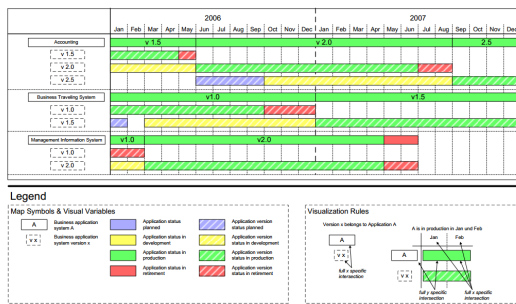 2006 2007
Jan Feb Mar Apr May Jun Jul Aug Sep Oct Nov Dec Jan Feb Mar Apr May Jun Jul Aug Sep Oct Nov Dec
Accounting v 1.5 v 2.0 2.5
v 1.5
v 2.0
v 2.5
Business Traveling System v1.0 v1.5
v 1.0
v 1.5
Management Information System v1.0 v2.0
v 1.0
v 2.0
Legend
Map Symbols & Visual Variables
A Business application system A
v x Business application system version x
Application status planned
Application status in development
Application status in production
Application status in retirement
Application version status planned
Application version status in development
Application version status in production
Application version status in retirement
Visualization Rules
Version x belongs to Application A
A
v x
full x specific intersection
A is in production in Jan and Feb
Jan Feb
A
v x
full y specific intersection
full x specific intersection